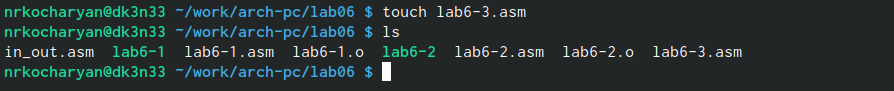 nrkocharyan@dk3n33 ~/work/arch-pc/lab06 $ touch lab6-3.asm
nrkocharyan@dk3n33 ~/work/arch-pc/lab06 $ ls
in_out.asm lab6-1 lab6-1.asm lab6-1.o lab6-2 lab6-2.asm lab6-2.o lab6-3.asm
nrkocharyan@dk3n33 ~/work/arch-pc/lab06 $